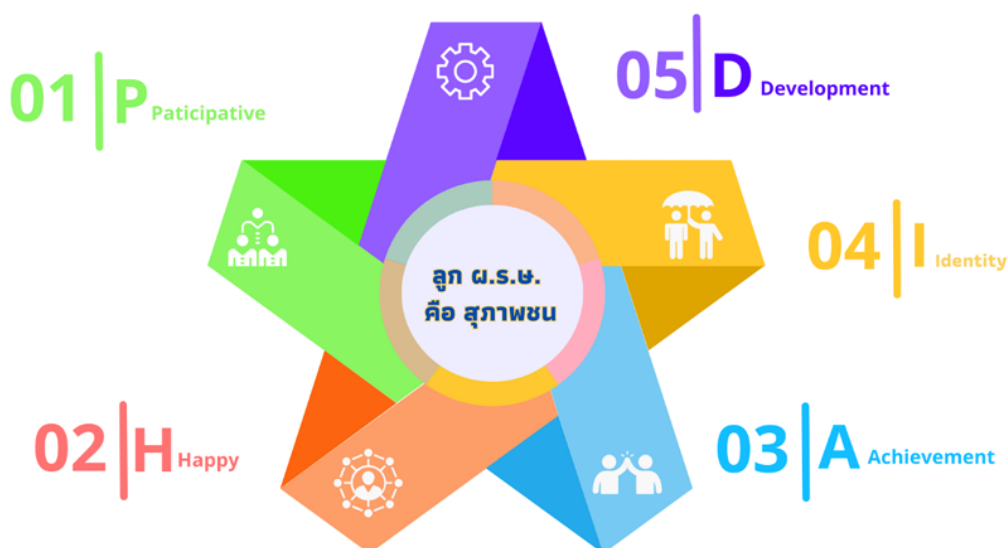 01 P Paticipative
05 D Development
04 I Identity
ลูก ผ.ร.ษ.
คือ สุภาพชน
02 H Happy
03 A Achievement